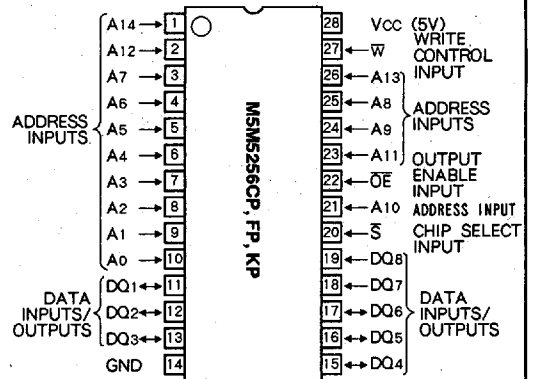 A14 → 1
A12 → 2
A7 → 3
A6 → 4
A5 → 5
A4 → 6
A3 → 7
A2 → 8
A1 → 9
A0 → 10
ADDRESS
INPUTS
DQ1 ↔ 11
DQ2 ↔ 12
DQ3 ↔ 13
DATA
INPUTS/
OUTPUTS
GND 14
M5M5256CP, FP, KP
28 VCC (5V)
27 ← W̅ WRITE
CONTROL
INPUT
26 ← A13
25 ← A8
24 ← A9
23 ← A11
ADDRESS
INPUTS
22 ← O̅E̅ OUTPUT
ENABLE
INPUT
21 ← A10 ADDRESS INPUT
20 ← S̅ CHIP SELECT
INPUT
19 ↔ DQ8
18 ↔ DQ7
17 ↔ DQ6
16 ↔ DQ5
15 ↔ DQ4
DATA
INPUTS/
OUTPUTS